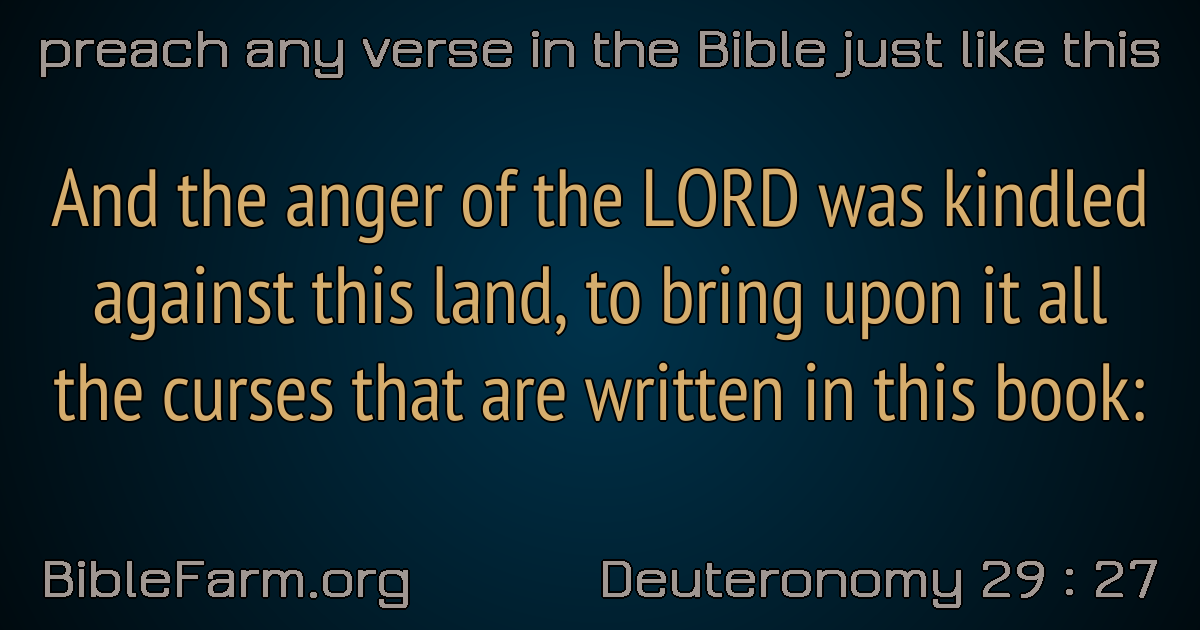 preach any verse in the Bible just like this
And the anger of the LORD was kindled
against this land, to bring upon it all
the curses that are written in this book:
BibleFarm.org
Deuteronomy 29 : 27